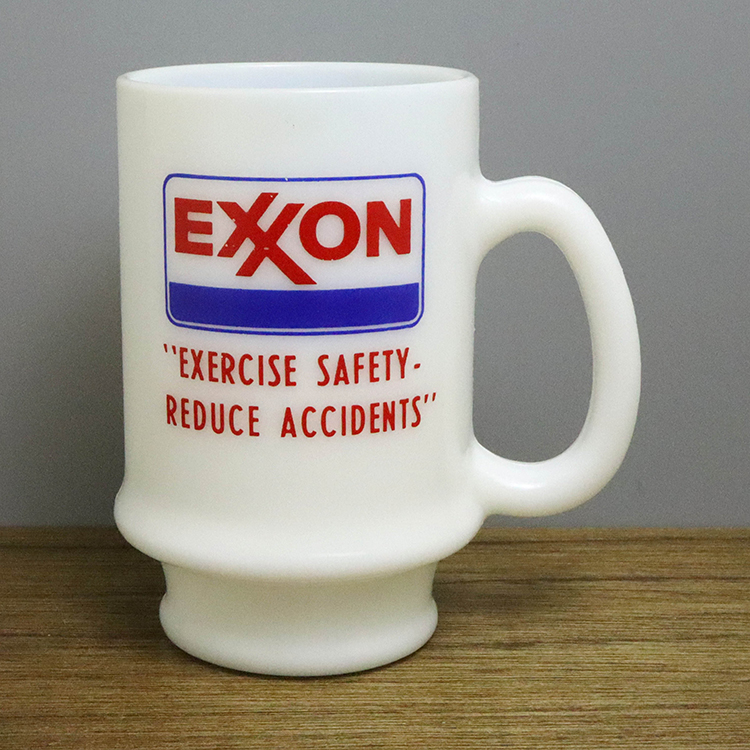 EXXON
"EXERCISE SAFETY-
REDUCE ACCIDENTS"